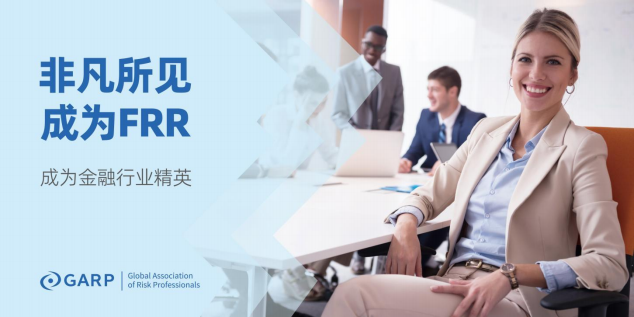 非凡所见
成为FRR
成为金融行业精英
GARP
Global Association
of Risk Professionals